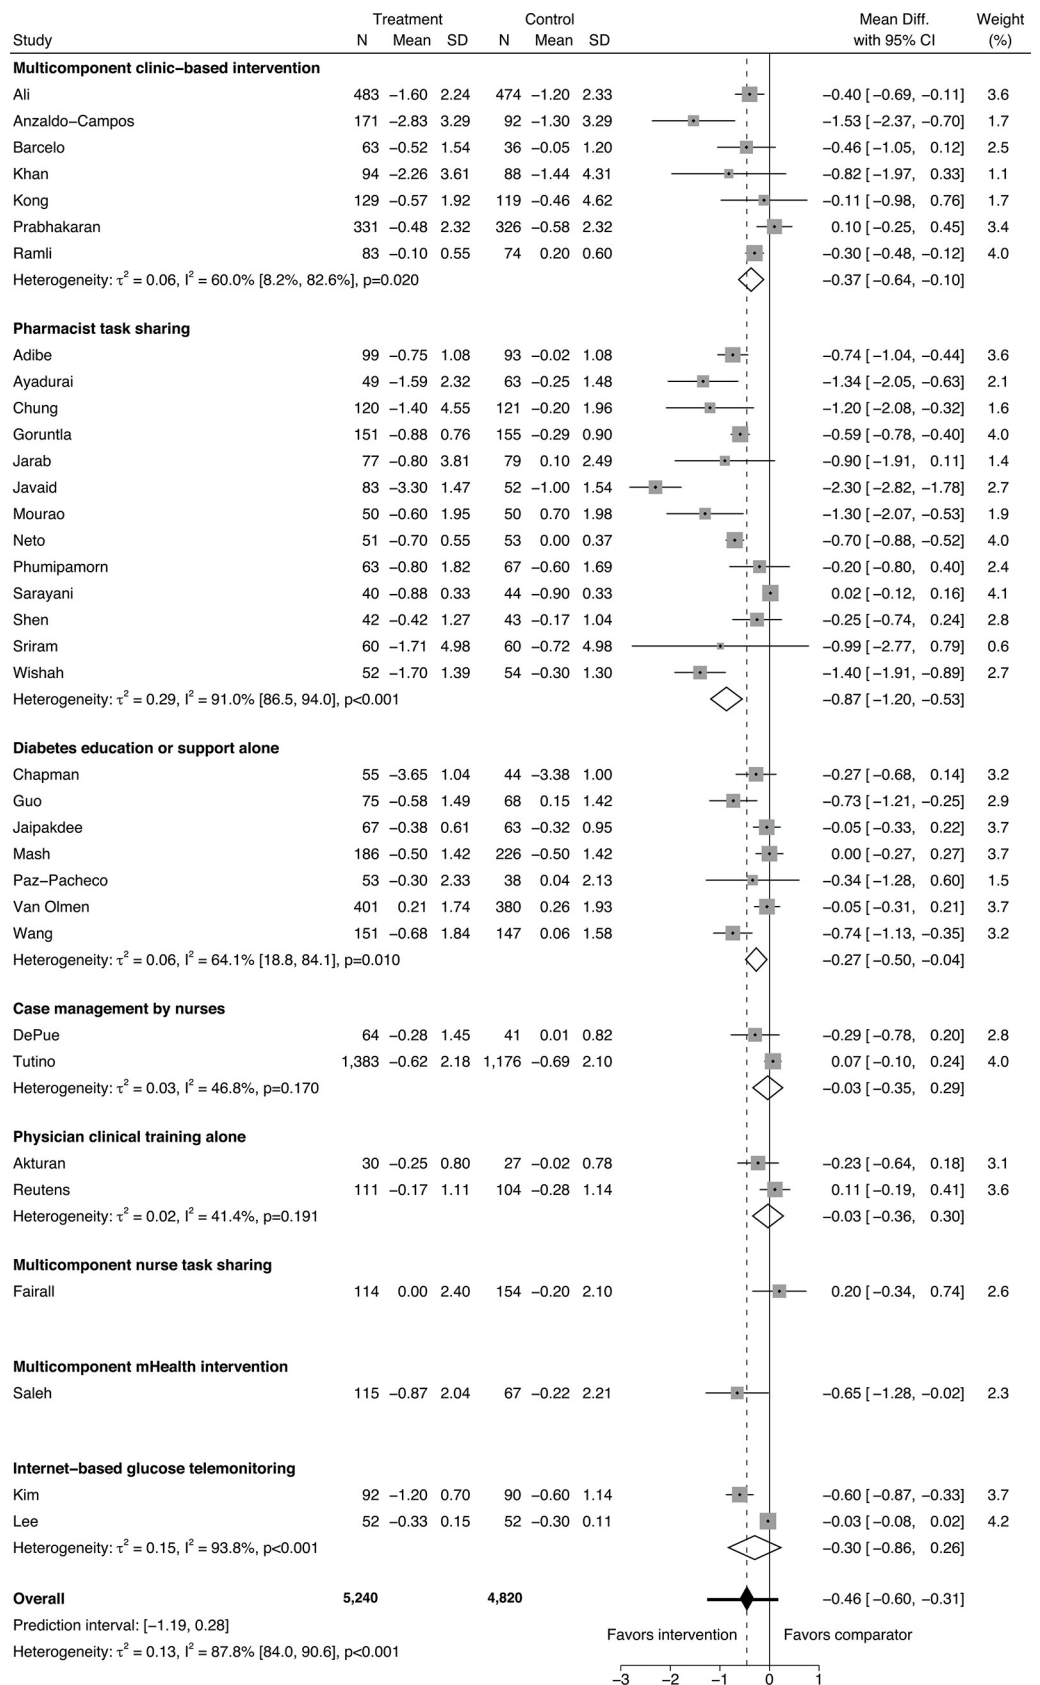 Treatment Control Mean Diff. Weight
Study N Mean SD N Mean SD with 95% CI (%)
Multicomponent clinic−based intervention
Ali 483 −1.60 2.24 474 −1.20 2.33 −0.40 [ −0.69, −0.11] 3.6
Anzaldo-Campos 171 −2.83 3.29 92 −1.30 3.29 −1.53 [ −2.37, −0.70] 1.7
Barcelo 63 −0.52 1.54 36 −0.05 1.20 −0.46 [ −1.05, 0.12] 2.5
Khan 94 −2.26 3.61 88 −1.44 4.31 −0.82 [ −1.97, 0.33] 1.1
Kong 129 −0.57 1.92 119 −0.46 4.62 −0.11 [ −0.98, 0.76] 1.7
Prabhakaran 331 −0.48 2.32 326 −0.58 2.32 0.10 [ −0.25, 0.45] 3.4
Ramli 83 −0.10 0.55 74 0.20 0.60 −0.30 [ −0.48, −0.12] 4.0
Heterogeneity: τ² = 0.06, I² = 60.0% [8.2%, 82.6%], p=0.020 −0.37 [ −0.64, −0.10]
Pharmacist task sharing
Adibe 99 −0.75 1.08 93 −0.02 1.08 −0.74 [ −1.04, −0.44] 3.6
Ayadurai 49 −1.59 2.32 63 −0.25 1.48 −1.34 [ −2.05, −0.63] 2.1
Chung 120 −1.40 4.55 121 −0.20 1.96 −1.20 [ −2.08, −0.32] 1.6
Goruntla 151 −0.88 0.76 155 −0.29 0.90 −0.59 [ −0.78, −0.40] 4.0
Jarab 77 −0.80 3.81 79 0.10 2.49 −0.90 [ −1.91, 0.11] 1.4
Javaid 83 −3.30 1.47 52 −1.00 1.54 −2.30 [ −2.82, −1.78] 2.7
Mourao 50 −0.60 1.95 50 0.70 1.98 −1.30 [ −2.07, −0.53] 1.9
Neto 51 −0.70 0.55 53 0.00 0.37 −0.70 [ −0.88, −0.52] 4.0
Phumipamorn 63 −0.80 1.82 67 −0.60 1.69 −0.20 [ −0.80, 0.40] 2.4
Sarayani 40 −0.88 0.33 44 −0.90 0.33 0.02 [ −0.12, 0.16] 4.1
Shen 42 −0.42 1.27 43 −0.17 1.04 −0.25 [ −0.74, 0.24] 2.8
Sriram 60 −1.71 4.98 60 −0.72 4.98 −0.99 [ −2.77, 0.79] 0.6
Wishah 52 −1.70 1.39 54 −0.30 1.30 −1.40 [ −1.91, −0.89] 2.7
Heterogeneity: τ² = 0.29, I² = 91.0% [86.5, 94.0], p<0.001 −0.87 [ −1.20, −0.53]
Diabetes education or support alone
Chapman 55 −3.65 1.04 44 −3.38 1.00 −0.27 [ −0.68, 0.14] 3.2
Guo 75 −0.58 1.49 68 0.15 1.42 −0.73 [ −1.21, −0.25] 2.9
Jaipakdee 67 −0.38 0.61 63 −0.32 0.95 −0.05 [ −0.33, 0.22] 3.7
Mash 186 −0.50 1.42 226 −0.50 1.42 0.00 [ −0.27, 0.27] 3.7
Paz−Pacheco 53 −0.30 2.33 38 0.04 2.13 −0.34 [ −1.28, 0.60] 1.5
Van Olmen 401 0.21 1.74 380 0.26 1.93 −0.05 [ −0.31, 0.21] 3.7
Wang 151 −0.68 1.84 147 0.06 1.58 −0.74 [ −1.13, −0.35] 3.2
Heterogeneity: τ² = 0.06, I² = 64.1% [18.8, 84.1], p=0.010 −0.27 [ −0.50, −0.04]
Case management by nurses
DePue 64 −0.28 1.45 41 0.01 0.82 −0.29 [ −0.78, 0.20] 2.8
Tutino 1,383 −0.62 2.18 1,176 −0.69 2.10 0.07 [ −0.10, 0.24] 4.0
Heterogeneity: τ² = 0.03, I² = 46.8%, p=0.170 −0.03 [ −0.35, 0.29]
Physician clinical training alone
Akturan 30 −0.25 0.80 27 −0.02 0.78 −0.23 [ −0.64, 0.18] 3.1
Reutens 111 −0.17 1.11 104 −0.28 1.14 0.11 [ −0.19, 0.41] 3.6
Heterogeneity: τ² = 0.02, I² = 41.4%, p=0.191 −0.03 [ −0.36, 0.30]
Multicomponent nurse task sharing
Fairall 114 0.00 2.40 154 −0.20 2.10 0.20 [ −0.34, 0.74] 2.6
Multicomponent mHealth intervention
Saleh 115 −0.87 2.04 67 −0.22 2.21 −0.65 [ −1.28, −0.02] 2.3
Internet−based glucose telemonitoring
Kim 92 −1.20 0.70 90 −0.60 1.14 −0.60 [ −0.87, −0.33] 3.7
Lee 52 −0.33 0.15 52 −0.30 0.11 −0.03 [ −0.08, 0.02] 4.2
Heterogeneity: τ² = 0.15, I² = 93.8%, p<0.001 −0.30 [ −0.86, 0.26]
Overall 5,240 4,820 −0.46 [ −0.60, −0.31]
Prediction interval: [−1.19, 0.28]
Favors intervention Favors comparator
Heterogeneity: τ² = 0.13, I² = 87.8% [84.0, 90.6], p<0.001
−3 −2 −1 0 1